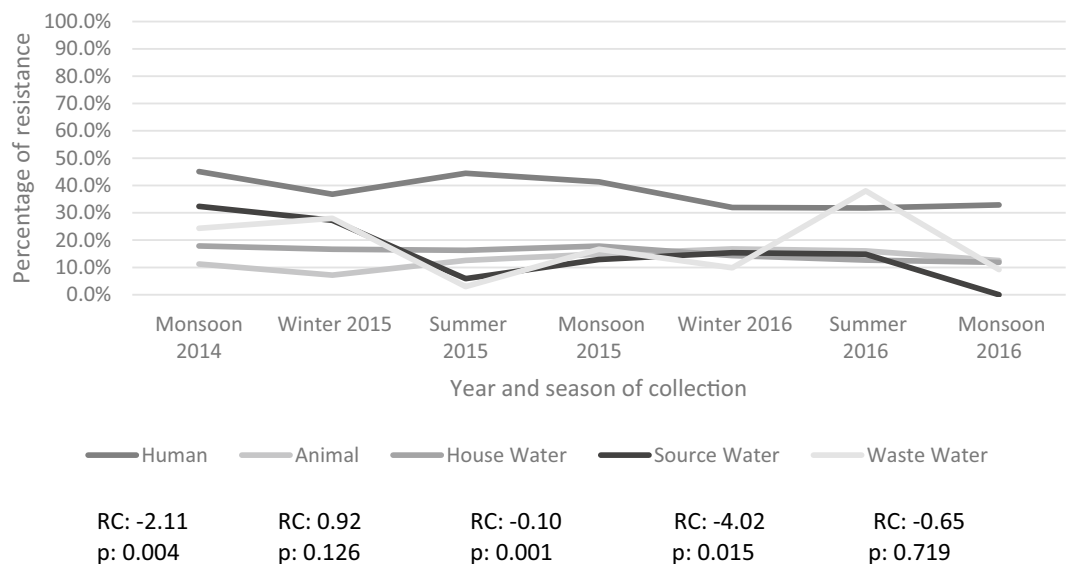 100.0%
90.0%
80.0%
70.0%
60.0%
50.0%
40.0%
30.0%
20.0%
10.0%
0.0%
Percentage of resistance
Monsoon 2014
Winter 2015
Summer 2015
Monsoon 2015
Winter 2016
Summer 2016
Monsoon 2016
Year and season of collection
Human Animal House Water Source Water Waste Water
RC: -2.11 RC: 0.92 RC: -0.10 RC: -4.02 RC: -0.65
p: 0.004 p: 0.126 p: 0.001 p: 0.015 p: 0.719